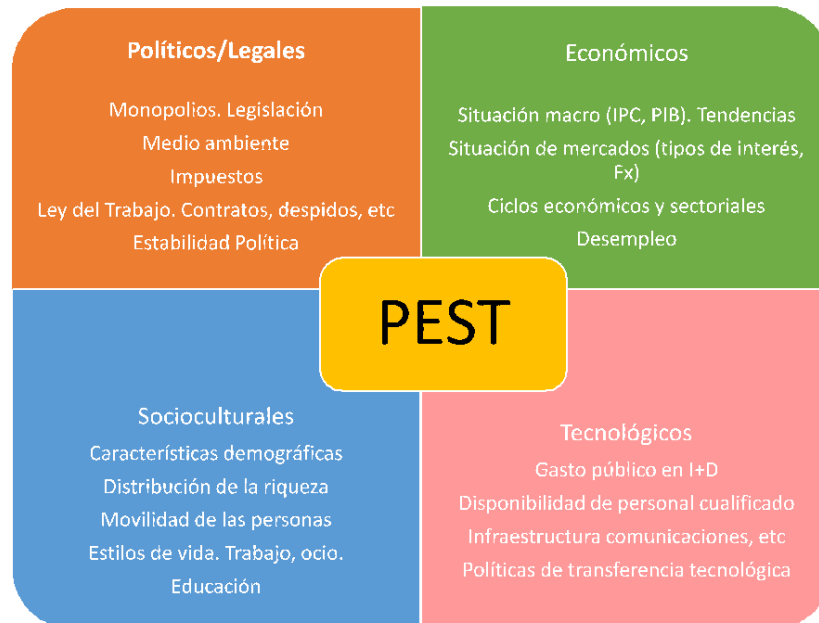 Políticos/Legales
Monopolios. Legislación
Medio ambiente
Impuestos
Ley del Trabajo. Contratos, despidos, etc
Estabilidad Política
Económicos
Situación macro (IPC, PIB). Tendencias
Situación de mercados (tipos de interés,
Fx)
Ciclos económicos y sectoriales
Desempleo
PEST
Socioculturales
Características demográficas
Distribución de la riqueza
Movilidad de las personas
Estilos de vida. Trabajo, ocio.
Educación
Tecnológicos
Gasto público en I+D
Disponibilidad de personal cualificado
Infraestructura comunicaciones, etc
Políticas de transferencia tecnológica